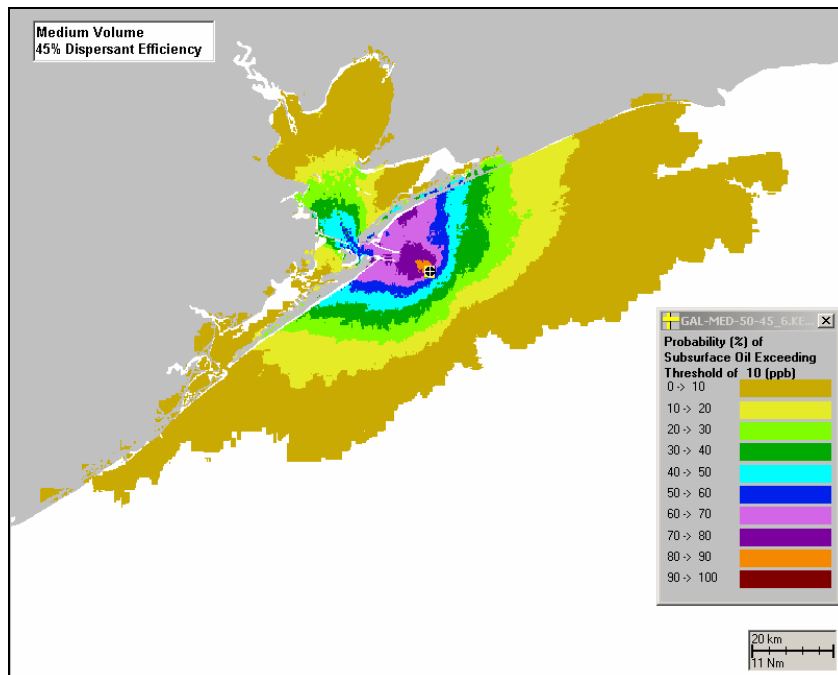 Medium Volume
45% Dispersant Efficiency
GAL-MED-50-45_6.KE...
Probability (%) of
Subsurface Oil Exceeding
Threshold of 10 (ppb)
0 -> 10
10 -> 20
20 -> 30
30 -> 40
40 -> 50
50 -> 60
60 -> 70
70 -> 80
80 -> 90
90 -> 100
20 km
11 Nm